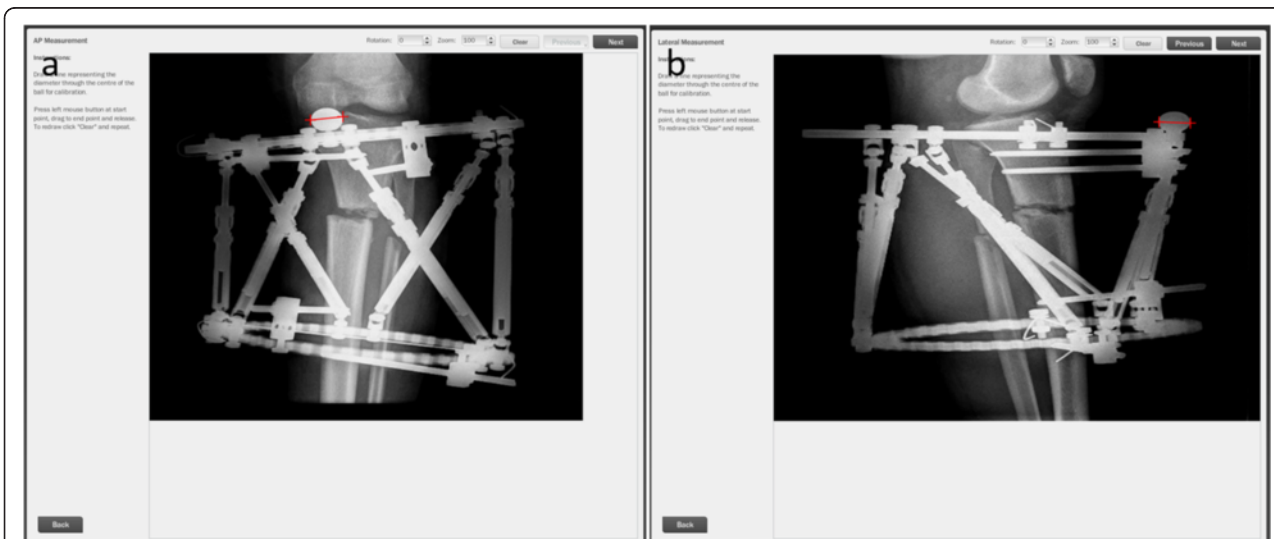 AP Measurement
Rotation: 0 Zoom: 100 Clear Previous Next
a
Instructions:
Draw a line representing the
diameter through the centre of the
ball for calibration.
Press left mouse button at start
point, drag to end point and release.
To redraw click "Clear" and repeat.
Back
Lateral Measurement
Rotation: 0 Zoom: 100 Clear Previous Next
b
Instructions:
Draw a line representing the
diameter through the centre of the
ball for calibration.
Press left mouse button at start
point, drag to end point and release.
To redraw click "Clear" and repeat.
Back